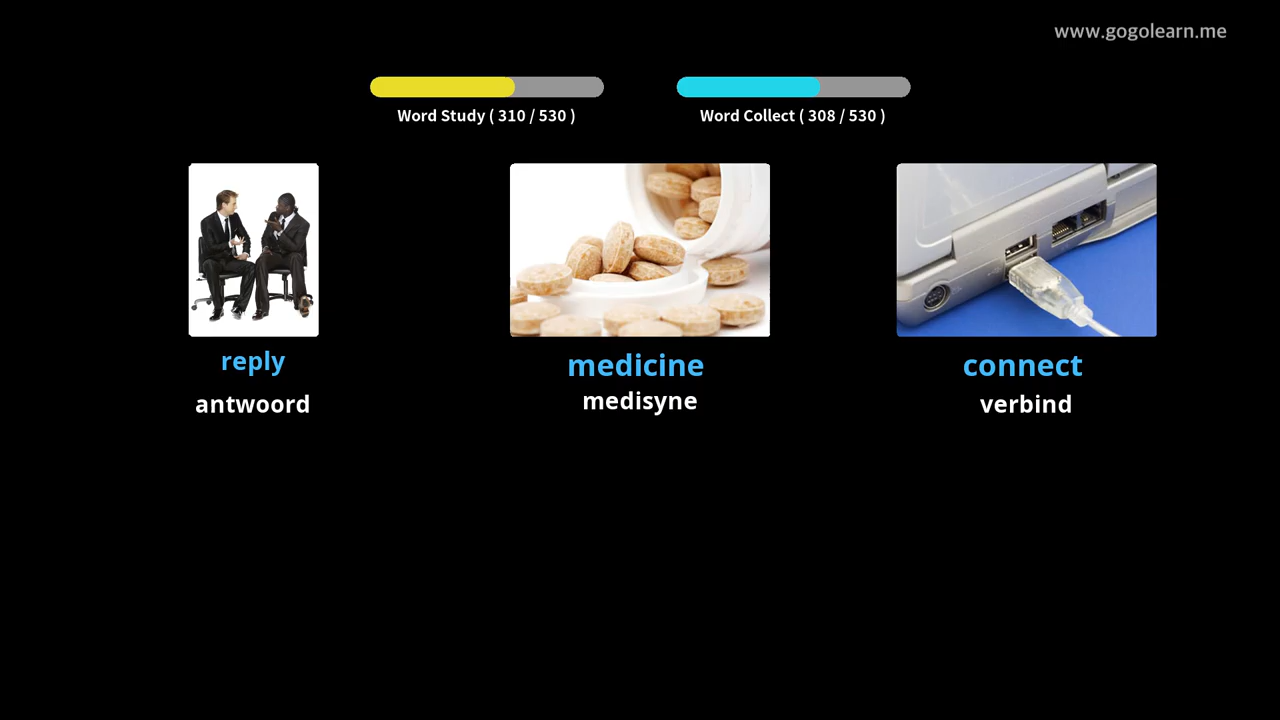 www.gogolearn.me
Word Study ( 310 / 530 )
Word Collect ( 308 / 530 )
reply
antwoord
medicine
medisyne
connect
verbind